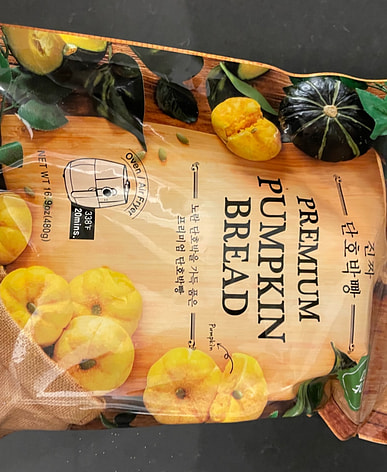 진짜
단호박빵
PREMIUM
PUMPKIN
BREAD
노란 단호박을 가득 품은
프리미엄 단호박빵
Pumpkin
Oven / Air Fryer
338°F
20mins.
NET WT 16.9oz(480g)